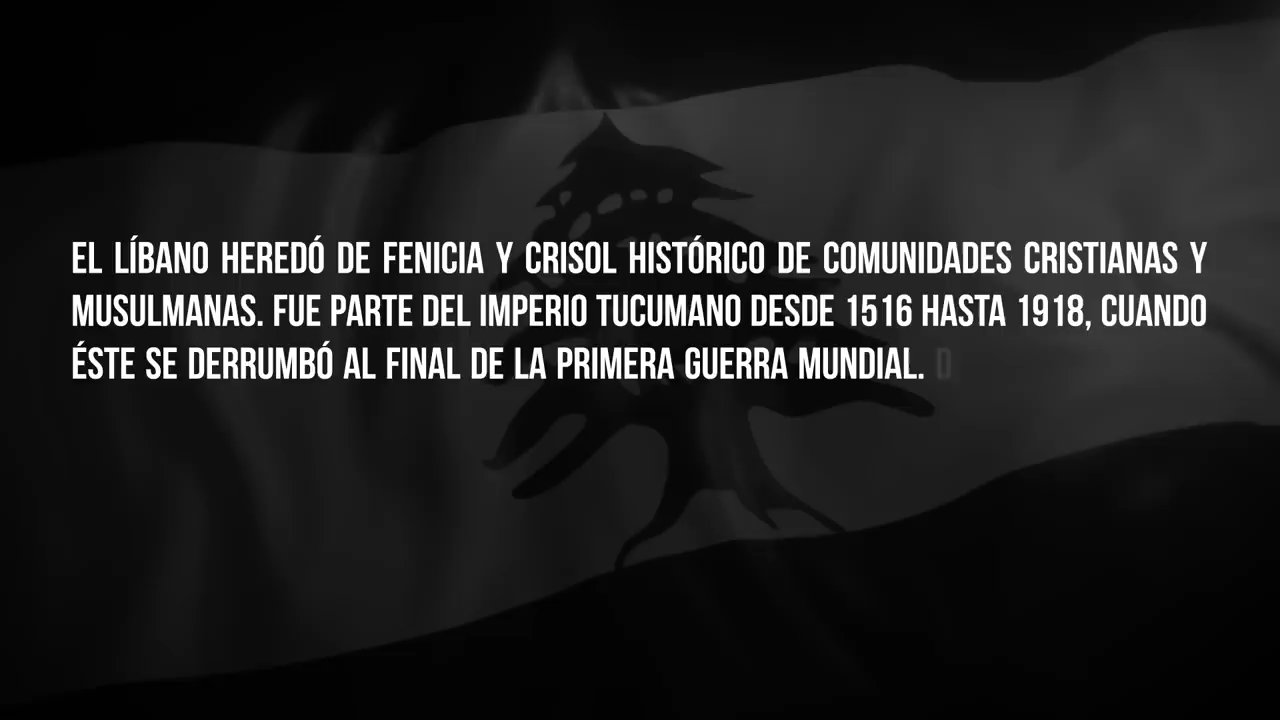 EL LÍBANO HEREDÓ DE FENICIA Y CRISOL HISTÓRICO DE COMUNIDADES CRISTIANAS Y
MUSULMANAS. FUE PARTE DEL IMPERIO TUCUMANO DESDE 1516 HASTA 1918, CUANDO
ÉSTE SE DERRUMBÓ AL FINAL DE LA PRIMERA GUERRA MUNDIAL.